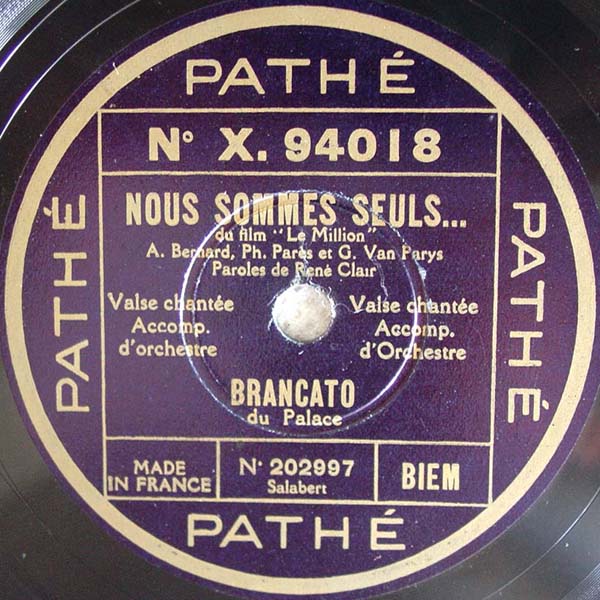 PATHÉ
N° X. 94018
NOUS SOMMES SEULS...
du film "Le Million"
A. Bernard, Ph. Parès et G. Van Parys
Paroles de René Clair
Valse chantée
Accomp.
d'orchestre
Valse chantée
Accomp.
d'Orchestre
BRANCATO
du Palace
MADE
IN FRANCE
N° 202997
Salabert
BIEM
PATHÉ
PATHÉ
PATHÉ